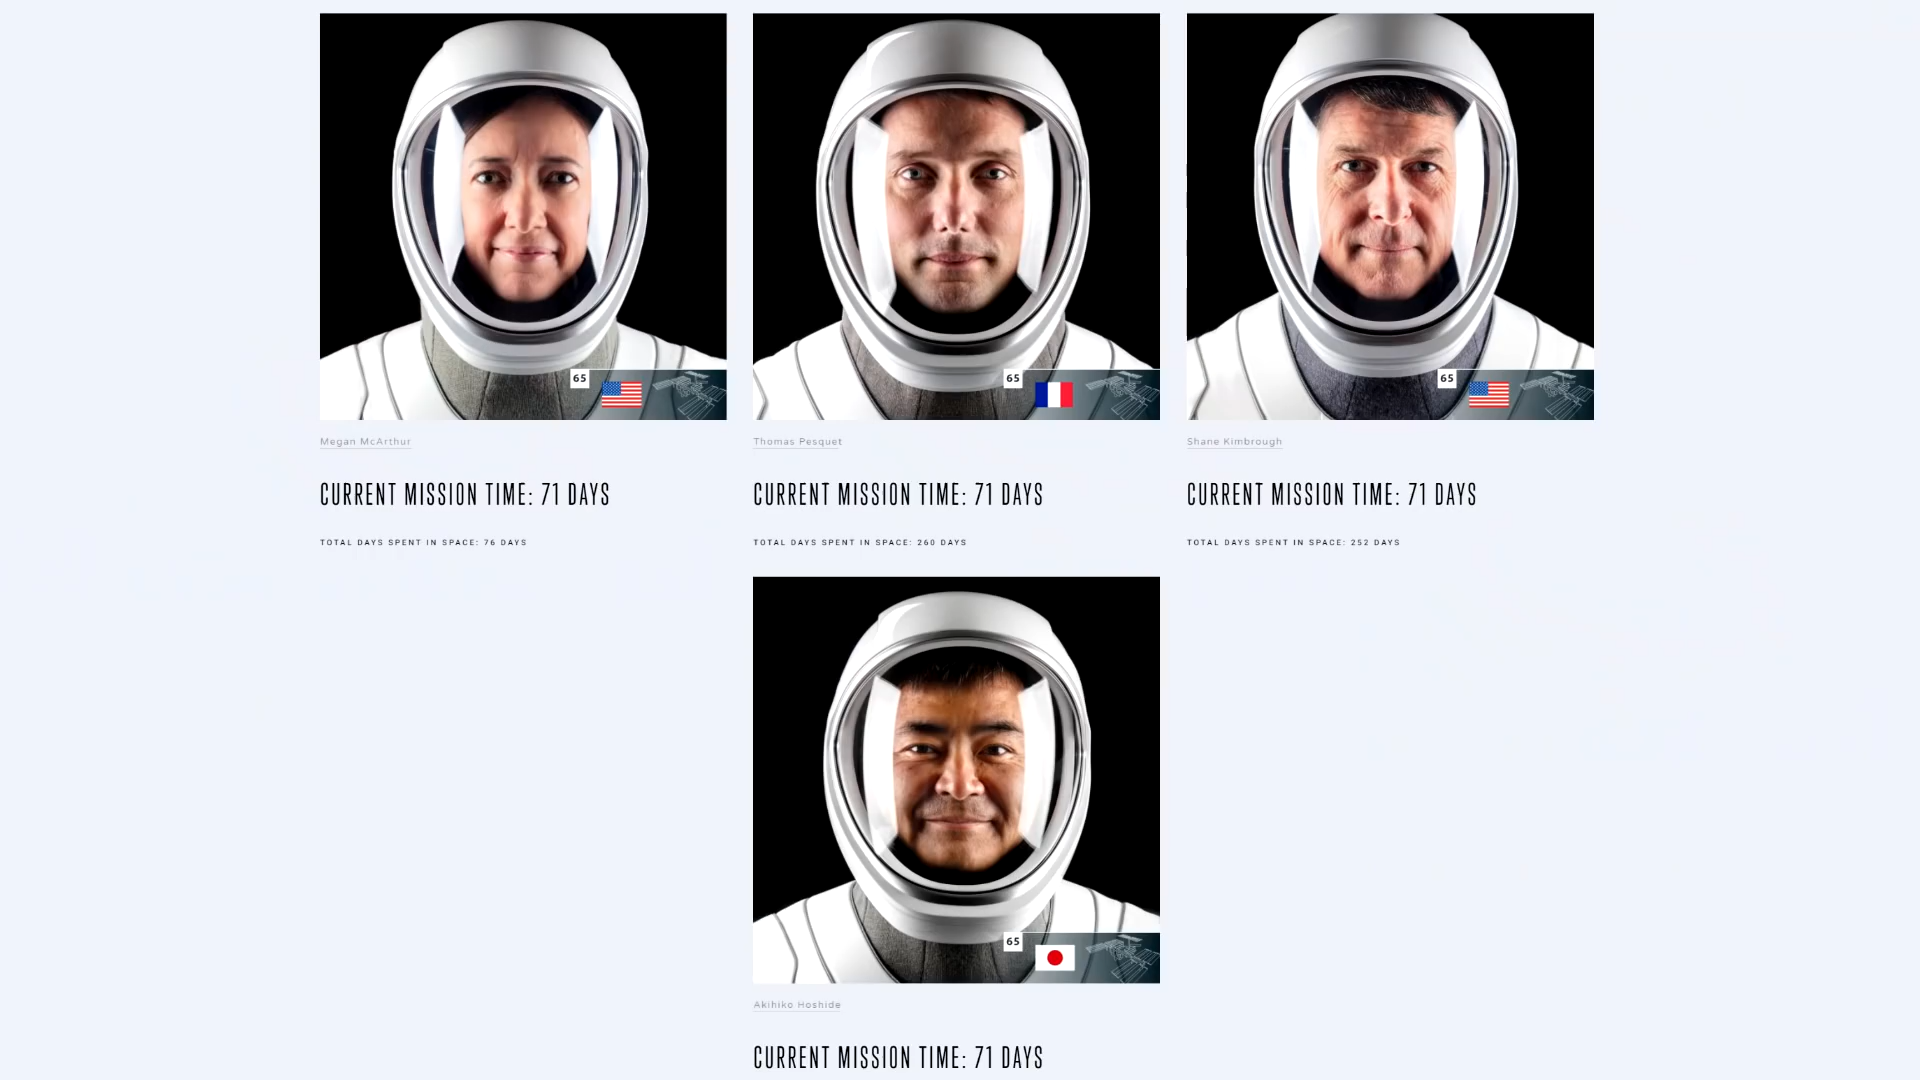 65
65
65
Megan McArthur
Thomas Pesquet
Shane Kimbrough
CURRENT MISSION TIME: 71 DAYS
CURRENT MISSION TIME: 71 DAYS
CURRENT MISSION TIME: 71 DAYS
TOTAL DAYS SPENT IN SPACE: 76 DAYS
TOTAL DAYS SPENT IN SPACE: 260 DAYS
TOTAL DAYS SPENT IN SPACE: 252 DAYS
65
Akihiko Hoshide
CURRENT MISSION TIME: 71 DAYS